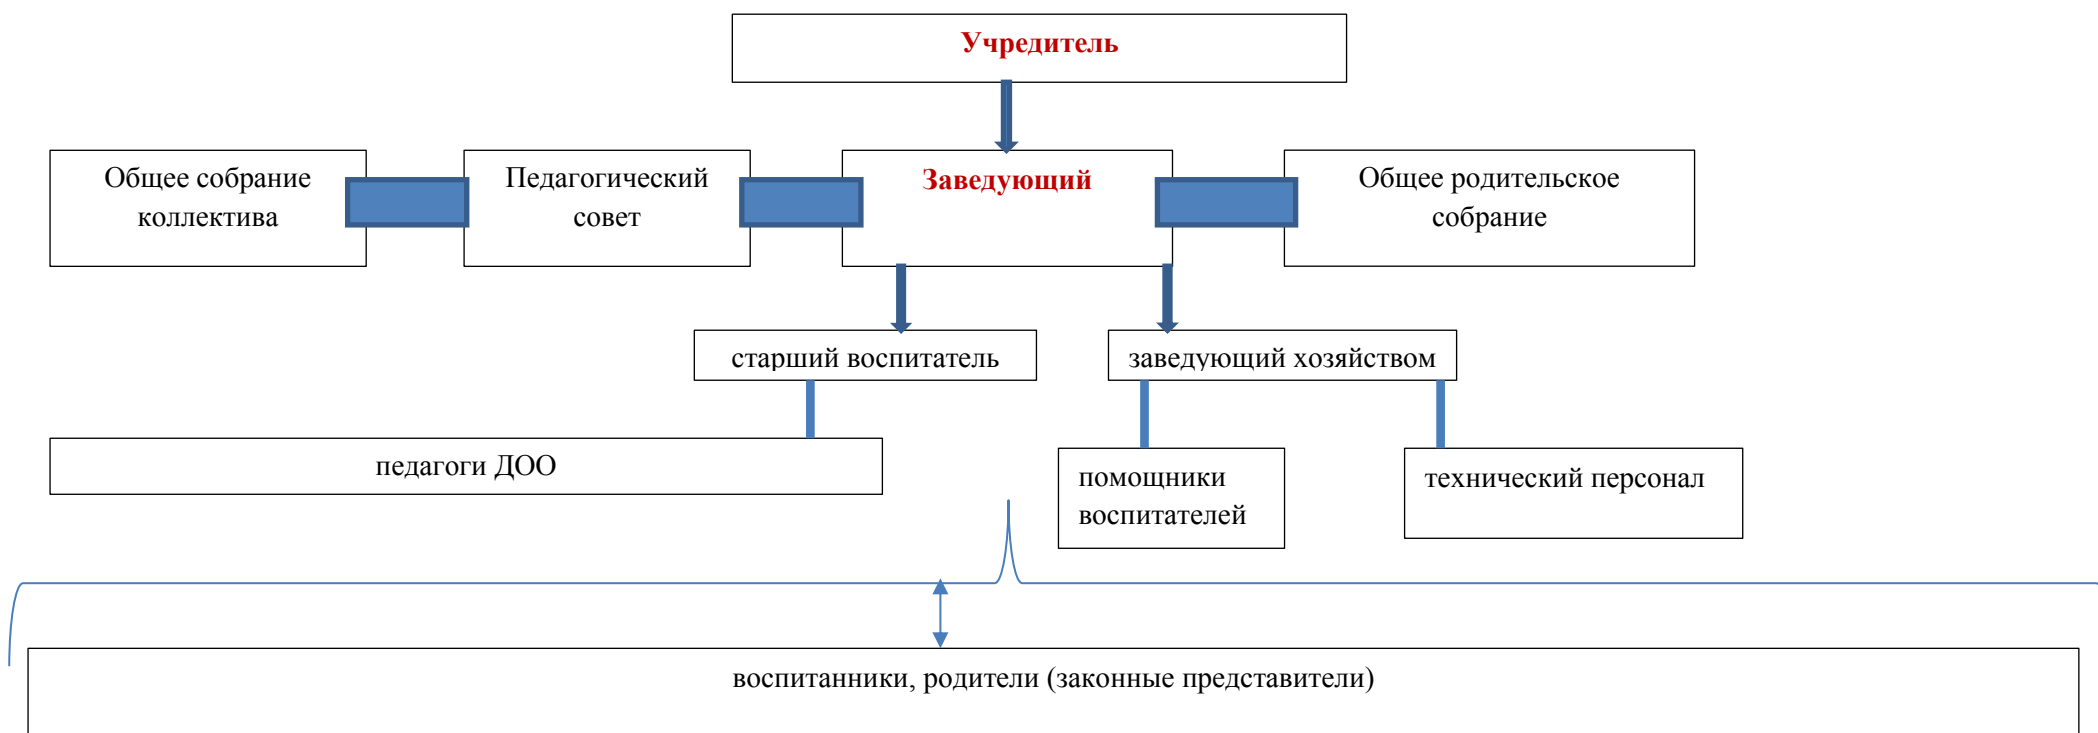 Учредитель
Общее собрание
коллектива
Педагогический
совет
Заведующий
Общее родительское
собрание
старший воспитатель
заведующий хозяйством
педагоги ДОО
помощники
воспитателей
технический персонал
воспитанники, родители (законные представители)